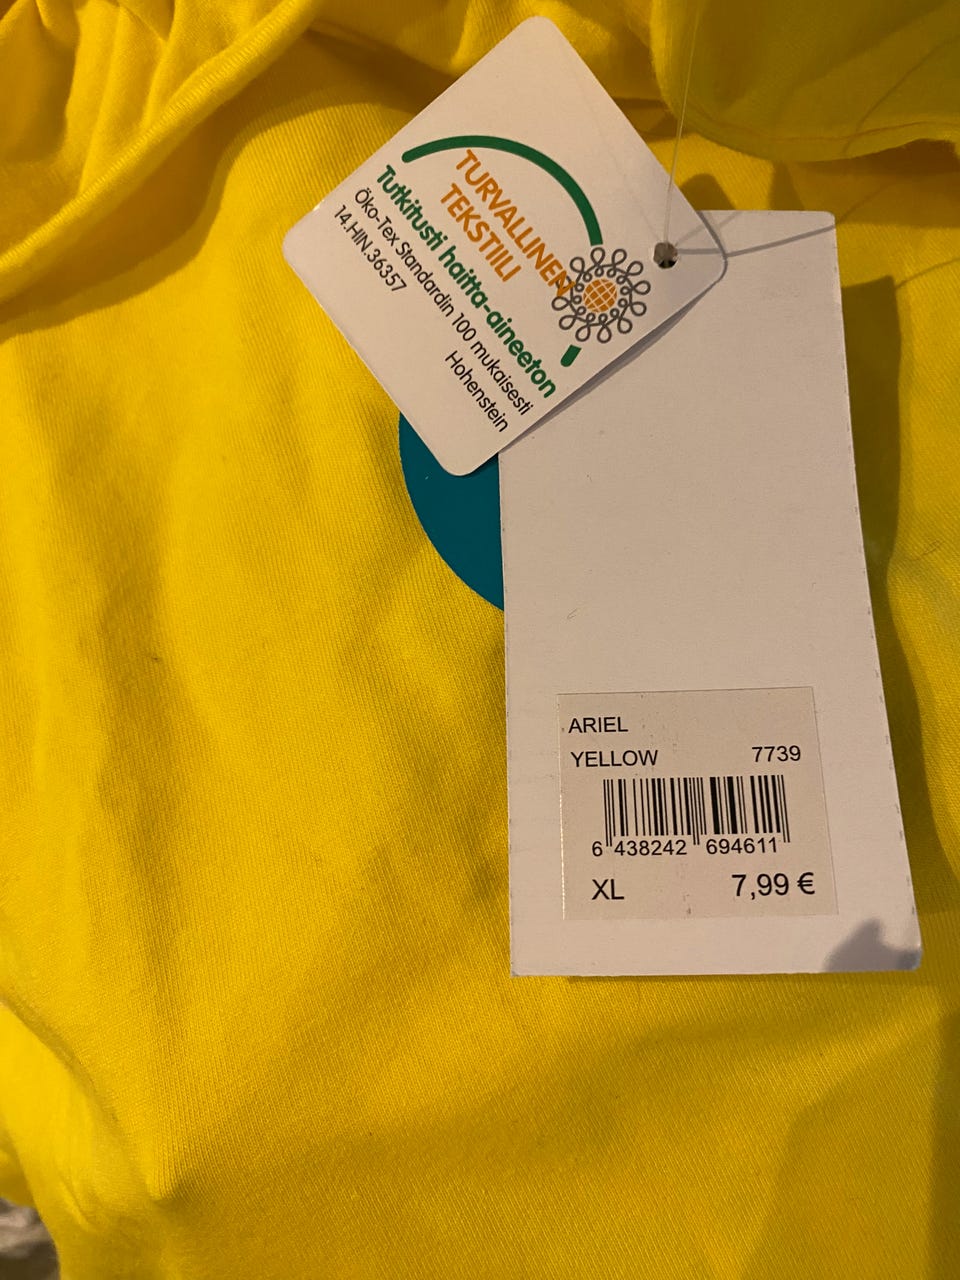 TURVALLINEN
TEKSTIILI
Tutkitusti haitta-aineeton
Öko-Tex Standardin 100 mukaisesti
14.HIN.36357
Hohenstein
ARIEL
YELLOW 7739
6 438242 694611
XL 7,99 €